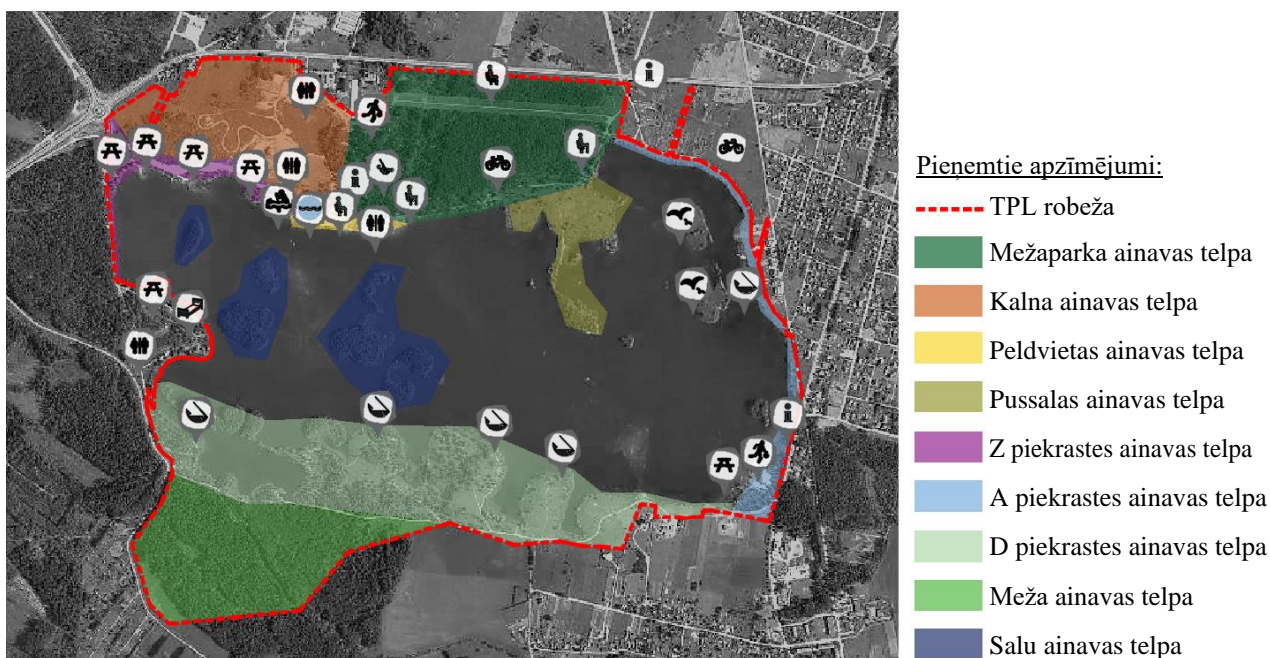 Pieņemtie apzīmējumi:
TPL robeža
Mežaparka ainavas telpa
Kalna ainavas telpa
Peldvietas ainavas telpa
Pussalas ainavas telpa
Z piekrastes ainavas telpa
A piekrastes ainavas telpa
D piekrastes ainavas telpa
Meža ainavas telpa
Salu ainavas telpa